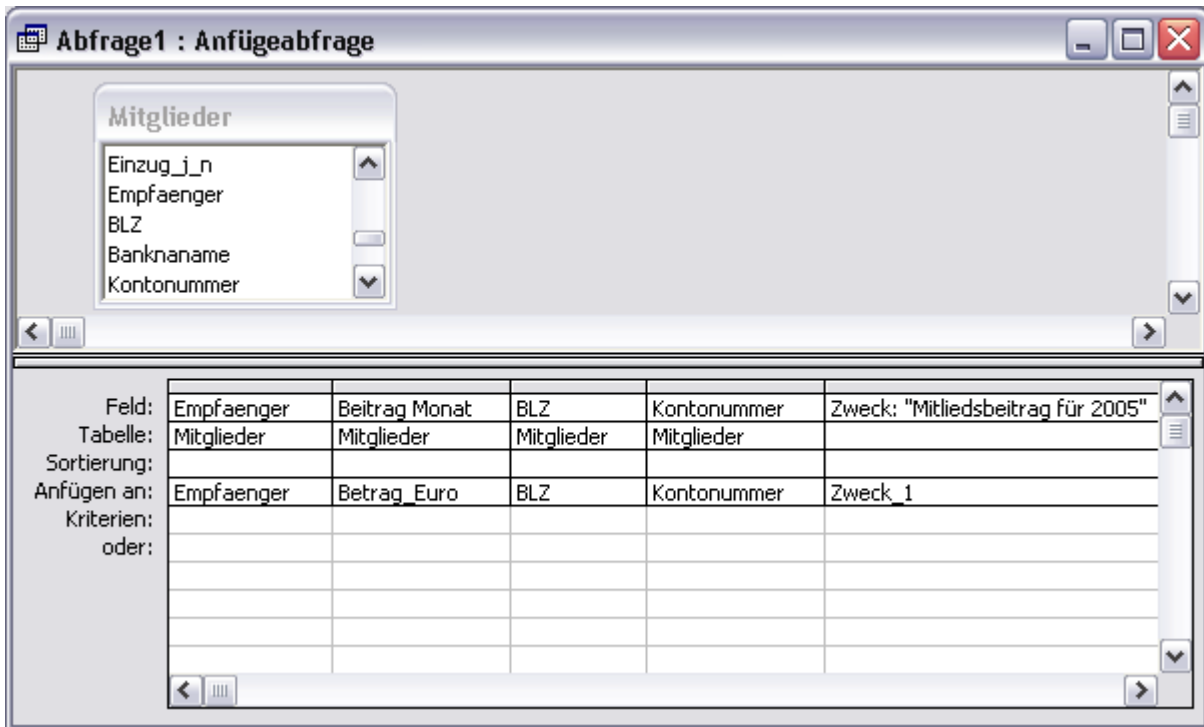 Abfrage1 : Anfügeabfrage
Mitglieder
Einzug_j_n
Empfaenger
BLZ
Banknaname
Kontonummer
Feld: Empfaenger Beitrag Monat BLZ Kontonummer Zweck: "Mitliedsbeitrag für 2005"
Tabelle: Mitglieder Mitglieder Mitglieder Mitglieder
Sortierung:
Anfügen an: Empfaenger Betrag_Euro BLZ Kontonummer Zweck_1
Kriterien:
oder: